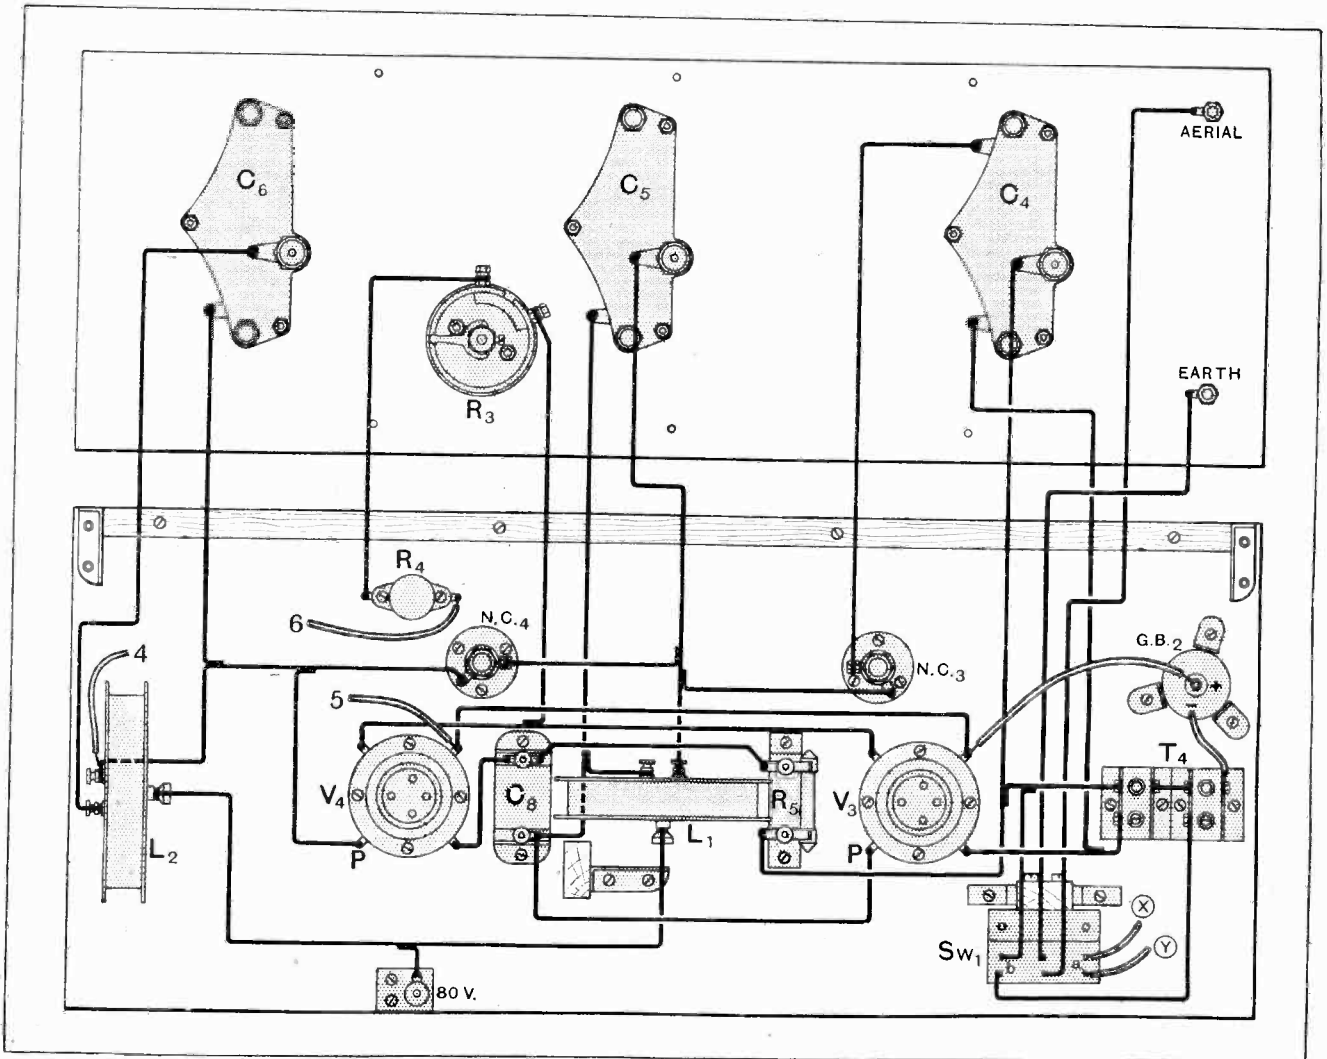 AERIAL
C6
C5
C4
EARTH
R3
R4
6
N.C.4
G.B.2
4
N.C.3
5
+
−
T4
V4
C8
R5
V3
L1
L2
P
P
X
SW1
b
a
Y
80 V.